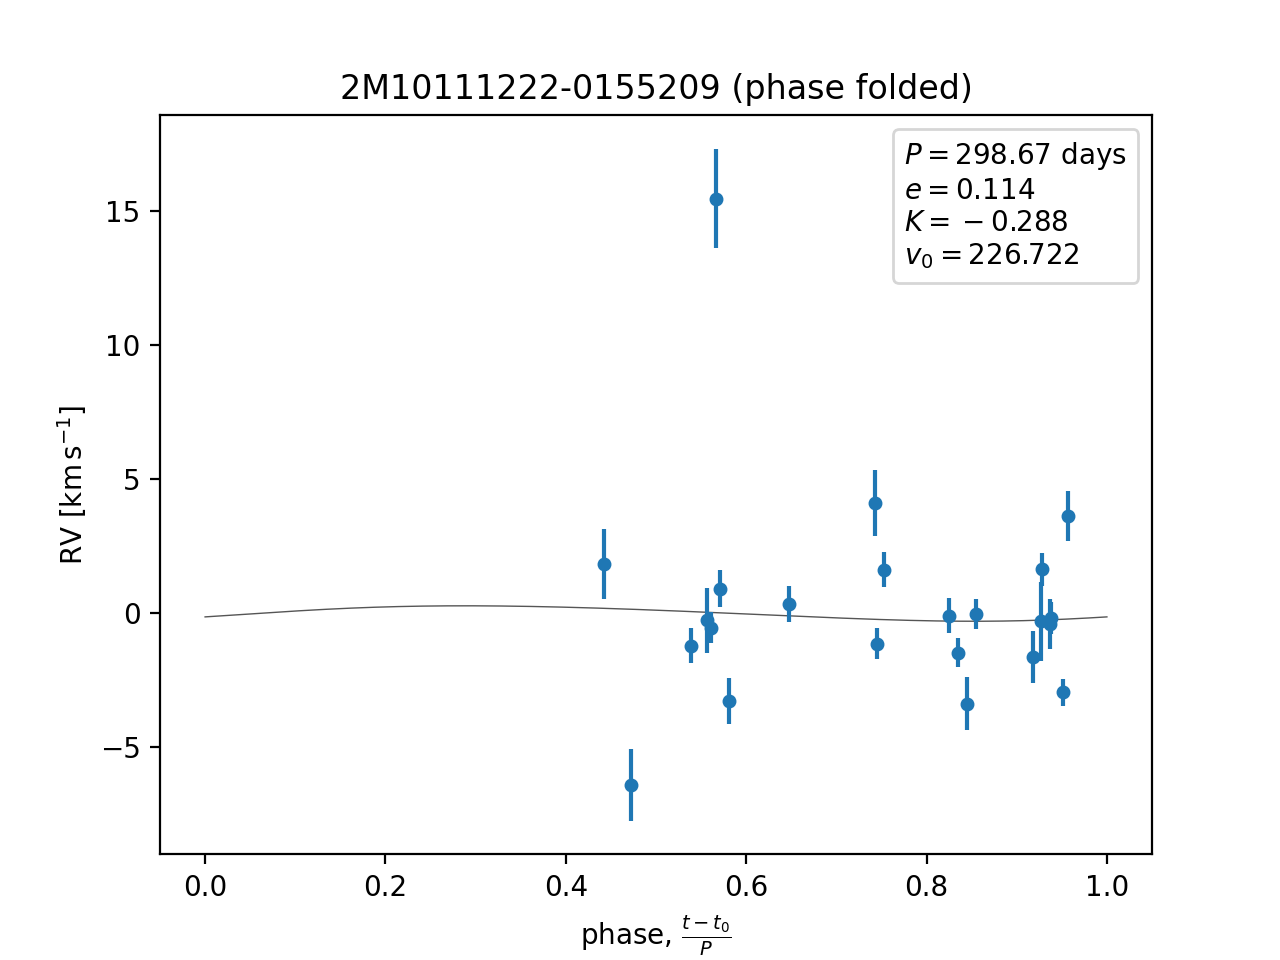 2M10111222-0155209 (phase folded)
P = 298.67 days
e = 0.114
K = −0.288
v₀ = 226.722
15
10
5
0
−5
RV [km s⁻¹]
0.0 0.2 0.4 0.6 0.8 1.0
phase, (t − t₀)/P